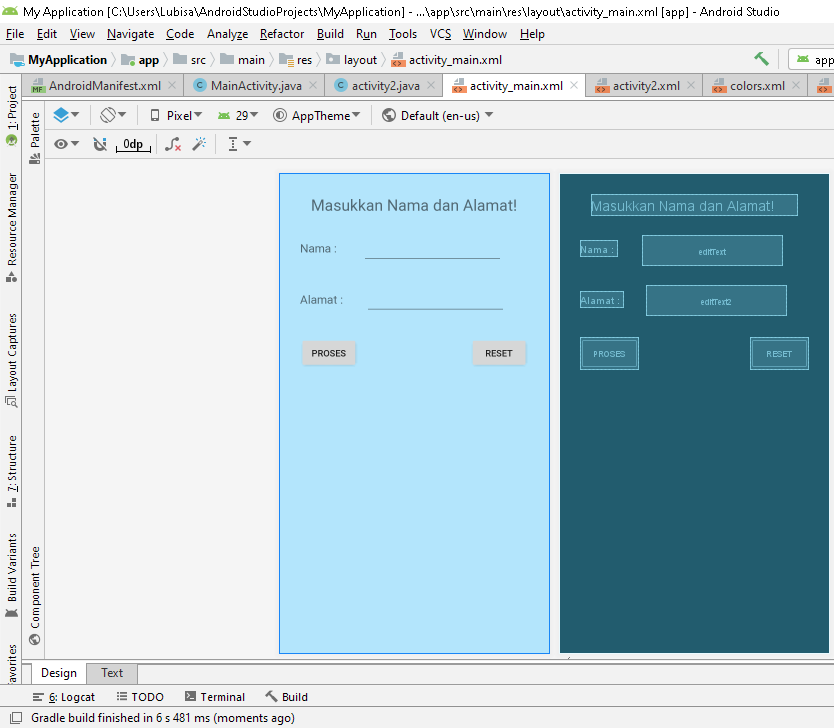 My Application [C:\Users\Lubisa\AndroidStudioProjects\MyApplication] - ...\app\src\main\res\layout\activity_main.xml [app] - Android Studio
File Edit View Navigate Code Analyze Refactor Build Run Tools VCS Window Help
MyApplication app src main res layout activity_main.xml app
AndroidManifest.xml MainActivity.java activity2.java activity_main.xml activity2.xml colors.xml
1: Project
Resource Manager
Layout Captures
7: Structure
Build Variants
Palette
Component Tree
Pixel 29 AppTheme Default (en-us)
0dp
Masukkan Nama dan Alamat!
Nama :
Alamat :
PROSES RESET
Masukkan Nama dan Alamat!
Nama : editText
Alamat : editText2
PROSES RESET
Design Text
6: Logcat TODO Terminal Build
Gradle build finished in 6 s 481 ms (moments ago)